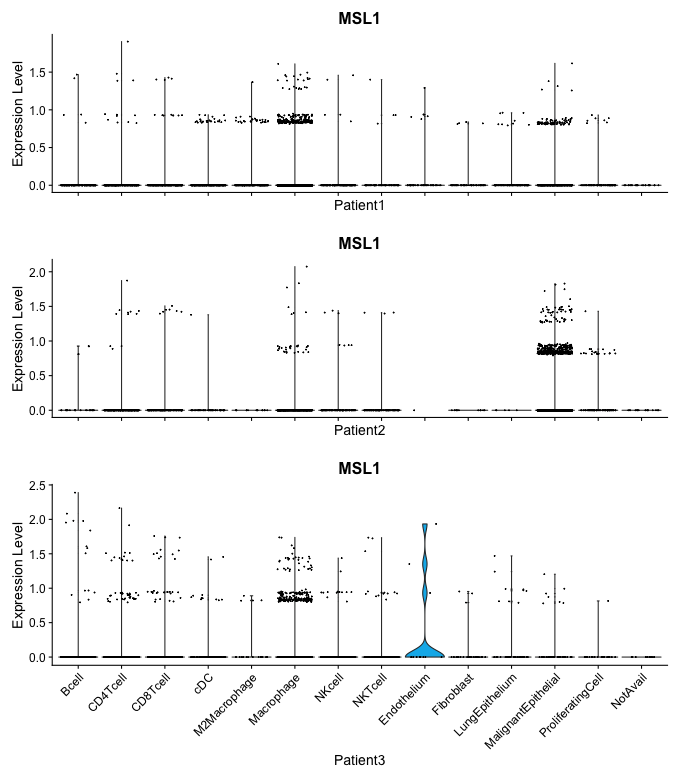 MSL1
Expression Level
1.5
1.0
0.5
0.0
Patient1
MSL1
Expression Level
2.0
1.5
1.0
0.5
0.0
Patient2
MSL1
Expression Level
2.5
2.0
1.5
1.0
0.5
0.0
Bcell
CD4Tcell
CD8Tcell
cDC
M2Macrophage
Macrophage
NKcell
NKTcell
Endothelium
Fibroblast
LungEpithelium
MalignantEpithelial
ProliferatingCell
NotAvail
Patient3